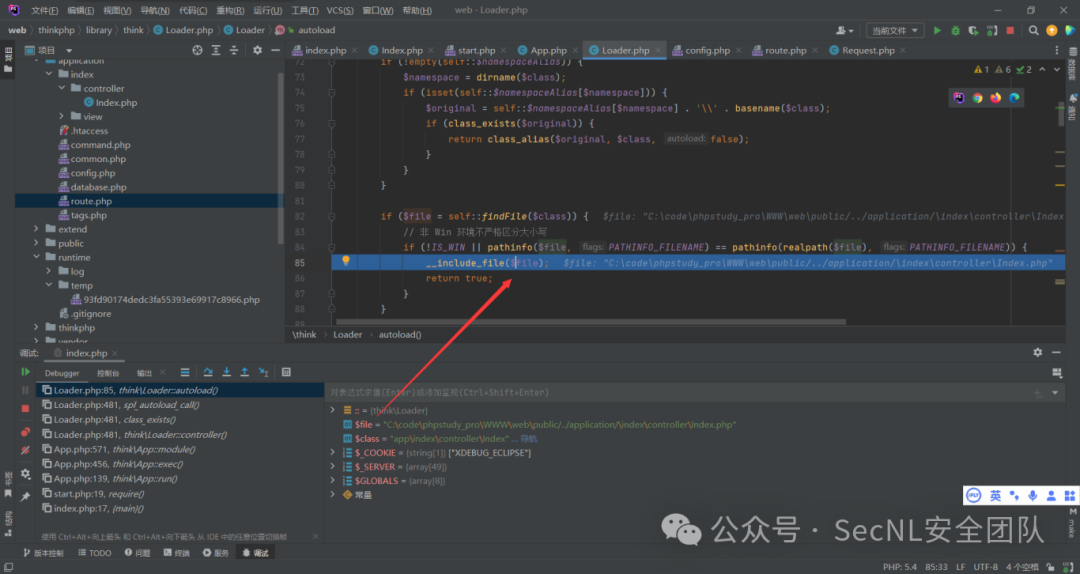 文件(F) 编辑(E) 视图(V) 导航(N) 代码(C) 重构(R) 运行(U) 工具(T) VCS(S) 窗口(W) 帮助(H) web - Loader.php
web thinkphp library think Loader.php Loader autoload 当前文件
项目
index.php Index.php start.php App.php Loader.php config.php route.php Request.php
application
index
controller
Index.php
view
.htaccess
command.php
common.php
config.php
database.php
route.php
tags.php
extend
public
runtime
log
temp
93fd90174dedc3fa55393e69917c8966.php
.gitignore
thinkphp
vendor
1 6 2
72 if (!empty(self::$namespaceAlias)) {
73 $namespace = dirname($class);
74 if (isset(self::$namespaceAlias[$namespace])) {
75 $original = self::$namespaceAlias[$namespace] . '\\' . basename($class);
76 if (class_exists($original)) {
77 return class_alias($original, $class, autoload: false);
78 }
79 }
80 }
81
82 if ($file = self::findFile($class)) { $file: "C:\code\phpstudy_pro\WWW\web\public/../application/\index\controller\Index
83 // 非 Win 环境不严格区分大小写
84 if (!IS_WIN || pathinfo($file, flags: PATHINFO_FILENAME) == pathinfo(realpath($file), flags: PATHINFO_FILENAME)) {
85 __include_file($file); $file: "C:\code\phpstudy_pro\WWW\web\public/../application/\index\controller\Index.php"
86 return true;
87 }
88 }
\think Loader autoload()
调试: index.php
Debugger 控制台 输出
Loader.php:85, think\Loader::autoload()
Loader.php:481, spl_autoload_call()
Loader.php:481, class_exists()
Loader.php:481, think\Loader::controller()
App.php:571, think\App::module()
App.php:456, think\App::exec()
App.php:139, think\App::run()
start.php:19, require()
index.php:17, {main}()
使用 Ctrl+Alt+向上箭头 和 Ctrl+Alt+向下箭头 从 IDE 中的任意位置切换帧
对表达式求值(Enter)或添加监视(Ctrl+Shift+Enter)
:: = {think\Loader}
$file = "C:\code\phpstudy_pro\WWW\web\public/../application/\index\controller\Index.php"
$class = "app\index\controller\Index" ... 导航
$_COOKIE = {string[1]} ["XDEBUG_ECLIPSE"]
$_SERVER = {array[49]}
$GLOBALS = {array[8]}
常量
iFLY 英
公众号 · SecNL安全团队
版本控制 TODO 问题 终端 服务 调试
PHP: 5.4 85:33 LF UTF-8 4 个空格
项目
书签
结构
数据库
通知
make